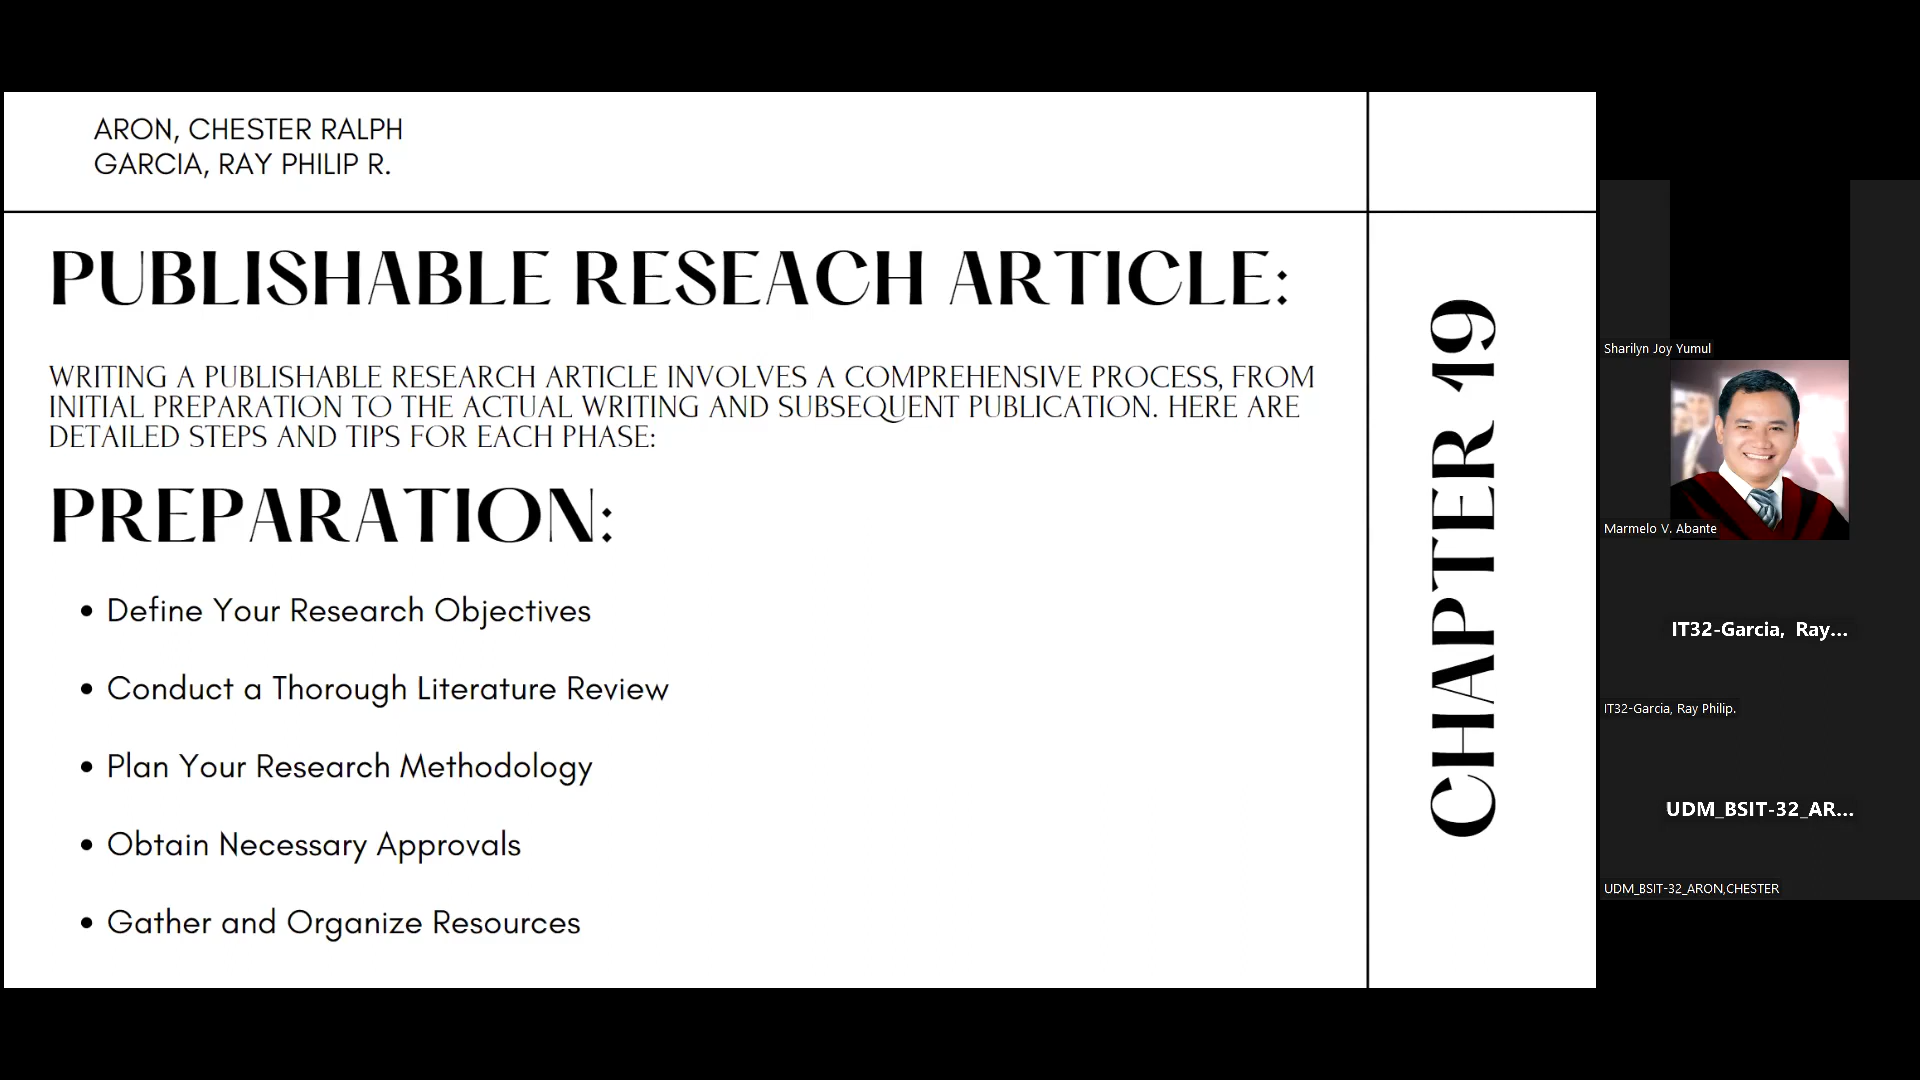 ARON, CHESTER RALPH
GARCIA, RAY PHILIP R.
PUBLISHABLE RESEACH ARTICLE:
WRITING A PUBLISHABLE RESEARCH ARTICLE INVOLVES A COMPREHENSIVE PROCESS, FROM
INITIAL PREPARATION TO THE ACTUAL WRITING AND SUBSEQUENT PUBLICATION. HERE ARE
DETAILED STEPS AND TIPS FOR EACH PHASE:
PREPARATION:
• Define Your Research Objectives
• Conduct a Thorough Literature Review
• Plan Your Research Methodology
• Obtain Necessary Approvals
• Gather and Organize Resources
CHAPTER 19
Sharilyn Joy Yumul
Marmelo V. Abante
IT32-Garcia, Ray...
IT32-Garcia, Ray Philip.
UDM_BSIT-32_AR...
UDM_BSIT-32_ARON,CHESTER